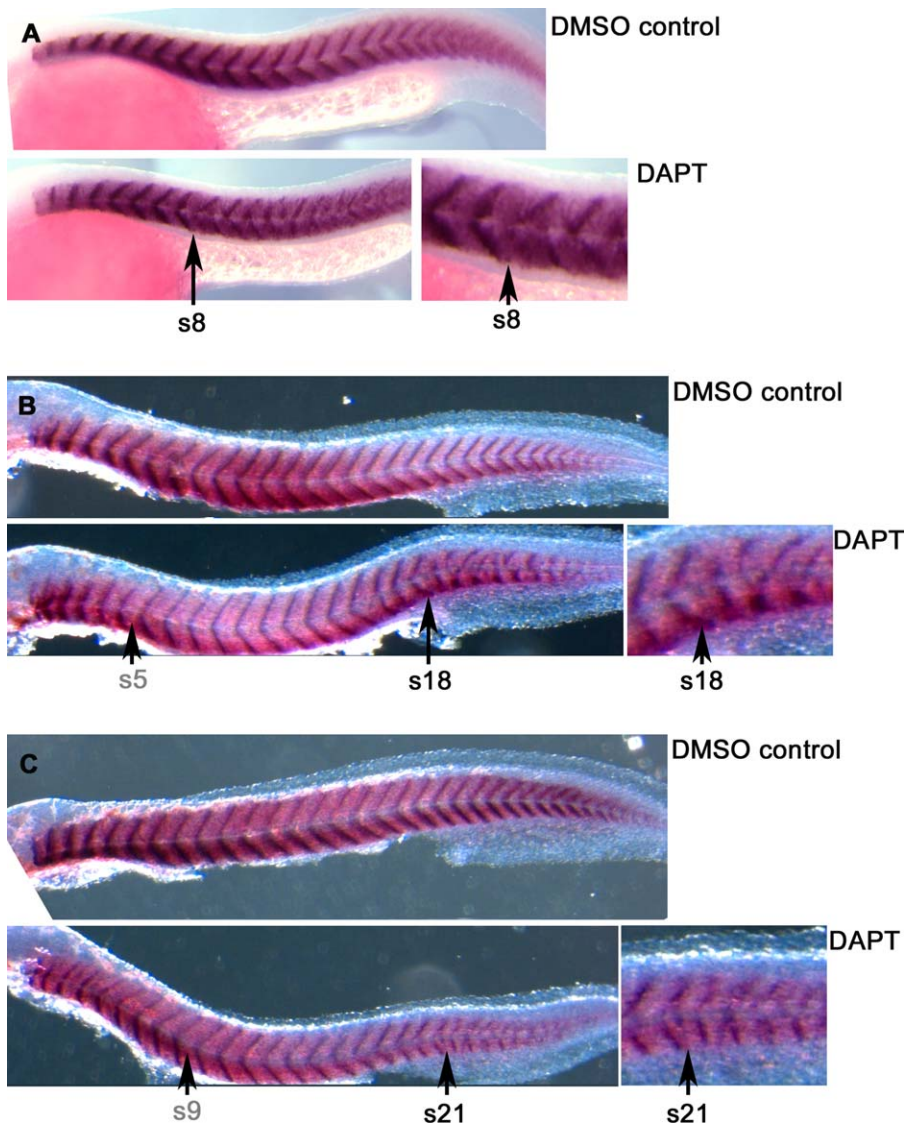 A
DMSO control
DAPT
s8
s8
B
DMSO control
DAPT
s5
s18
s18
C
DMSO control
DAPT
s9
s21
s21